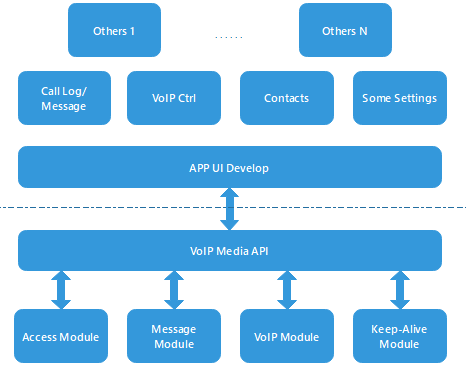 Others 1
......
Others N
Call Log/
Message
VoIP Ctrl
Contacts
Some Settings
APP UI Develop
VoIP Media API
Access Module
Message
Module
VoIP Module
Keep-Alive
Module